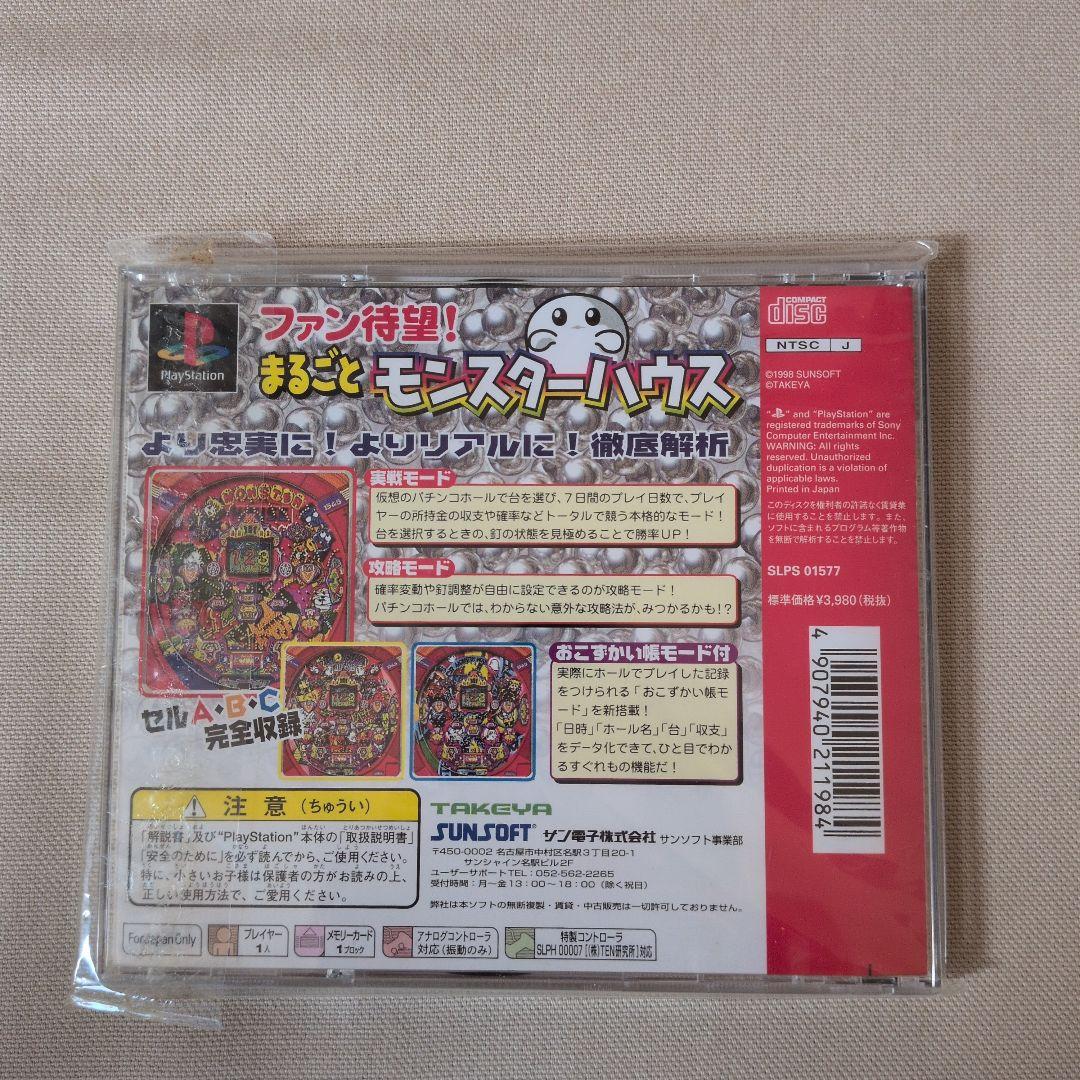 PlayStation
ファン待望!
まるごと モンスターハウス
より忠実に!よりリアルに!徹底解析
実戦モード
仮想のパチンコホールで台を選び、7日間のプレイ日数で、プレイ
ヤーの所持金の収支や確率などトータルで競う本格的なモード!
台を選択するときの、釘の状態を見極めることで勝率UP!
攻略モード
確率変動や釘調整が自由に設定できるのが攻略モード!
パチンコホールでは、わからない意外な攻略法が、みつかるかも!?
セルA・B・C
完全収録
おこずかい帳モード付
実際にホールでプレイした記録
をつけられる「おこずかい帳モ
ード」を新搭載!
「日時」「ホール名」「台」「収支」
をデータ化できて、ひと目でわか
るすぐれもの機能だ!
注意(ちゅうい)
「解説書」及び"PlayStation"本体の「取扱説明書」
「安全のために」を必ず読んでから、ご使用ください。
特に、小さいお子様は保護者の方がお読みの上、
正しい使用方法で、ご愛用ください。
TAKEYA
SUNSOFT® サン電子株式会社 サンソフト事業部
〒450-0002 名古屋市中村区名駅3丁目20-1
サンシャイン名駅ビル2F
ユーザーサポートTEL:052-562-2265
受付時間:月〜金13:00〜18:00(除く祝日)
弊社は本ソフトの無断複製・賃貸・中古販売は一切許可しておりません。
For Japan Only
プレイヤー
1人
メモリーカード
1ブロック
アナログコントローラ
対応(振動のみ)
特製コントローラ
SLPH 00007[(株)TEN研究所]対応
COMPACT
disc
NTSC J
©1998 SUNSOFT
©TAKEYA
"PS" and "PlayStation" are
registered trademarks of Sony
Computer Entertainment Inc.
WARNING: All rights
reserved. Unauthorized
duplication is a violation of
applicable laws.
Printed in Japan
このディスクを権利者の許諾なく賃貸業
に使用することを禁止します。また、
ソフトに含まれるプログラム等著作物
を無断で解析することを禁止します。
SLPS 01577
標準価格¥3,980(税抜)
4 907940 211984